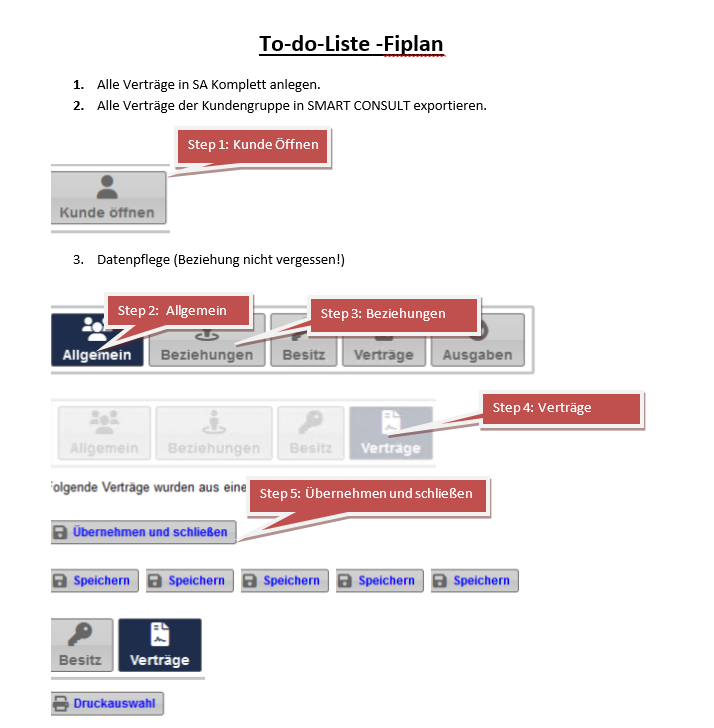 To-do-Liste -Fiplan
1. Alle Verträge in SA Komplett anlegen.
2. Alle Verträge der Kundengruppe in SMART CONSULT exportieren.
Step 1: Kunde Öffnen
Kunde öffnen
3. Datenpflege (Beziehung nicht vergessen!)
Step 2: Allgemein
Step 3: Beziehungen
Allgemein Beziehungen Besitz Verträge Ausgaben
Step 4: Verträge
Allgemein Beziehungen Besitz Verträge
olgende Verträge wurden aus eine
Step 5: Übernehmen und schließen
Übernehmen und schließen
Speichern Speichern Speichern Speichern Speichern
Besitz Verträge
Druckauswahl